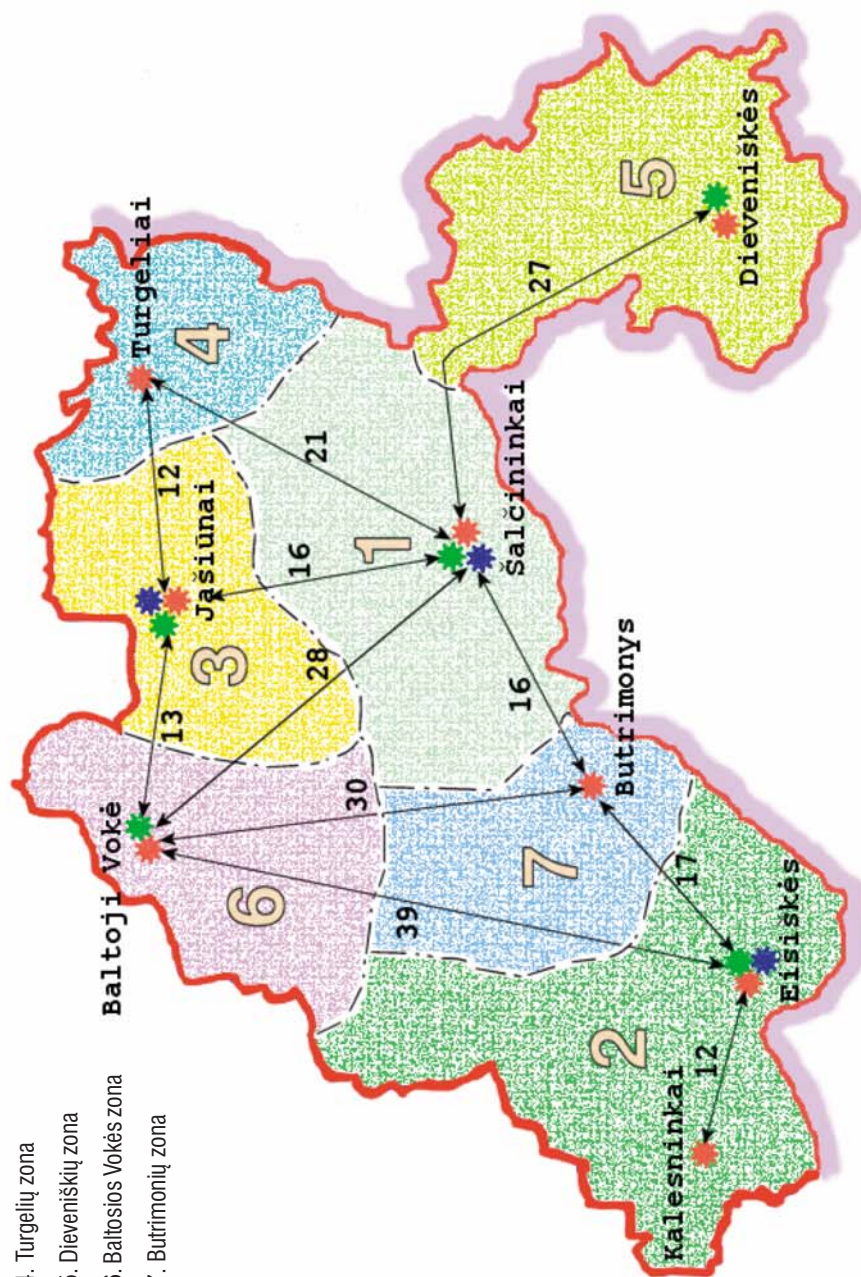 4. Turgelių zona
5. Dieveniškių zona
6. Baltosios Vokės zona
7. Butrimonių zona
Baltoji Vokė
Turgeliai
Jašiūnai
Šalčininkai
Butrimonys
Eišiškės
Kalesninkai
Dieveniškės
1
2
3
4
5
6
7
12
13
16
21
28
30
39
16
17
12
27